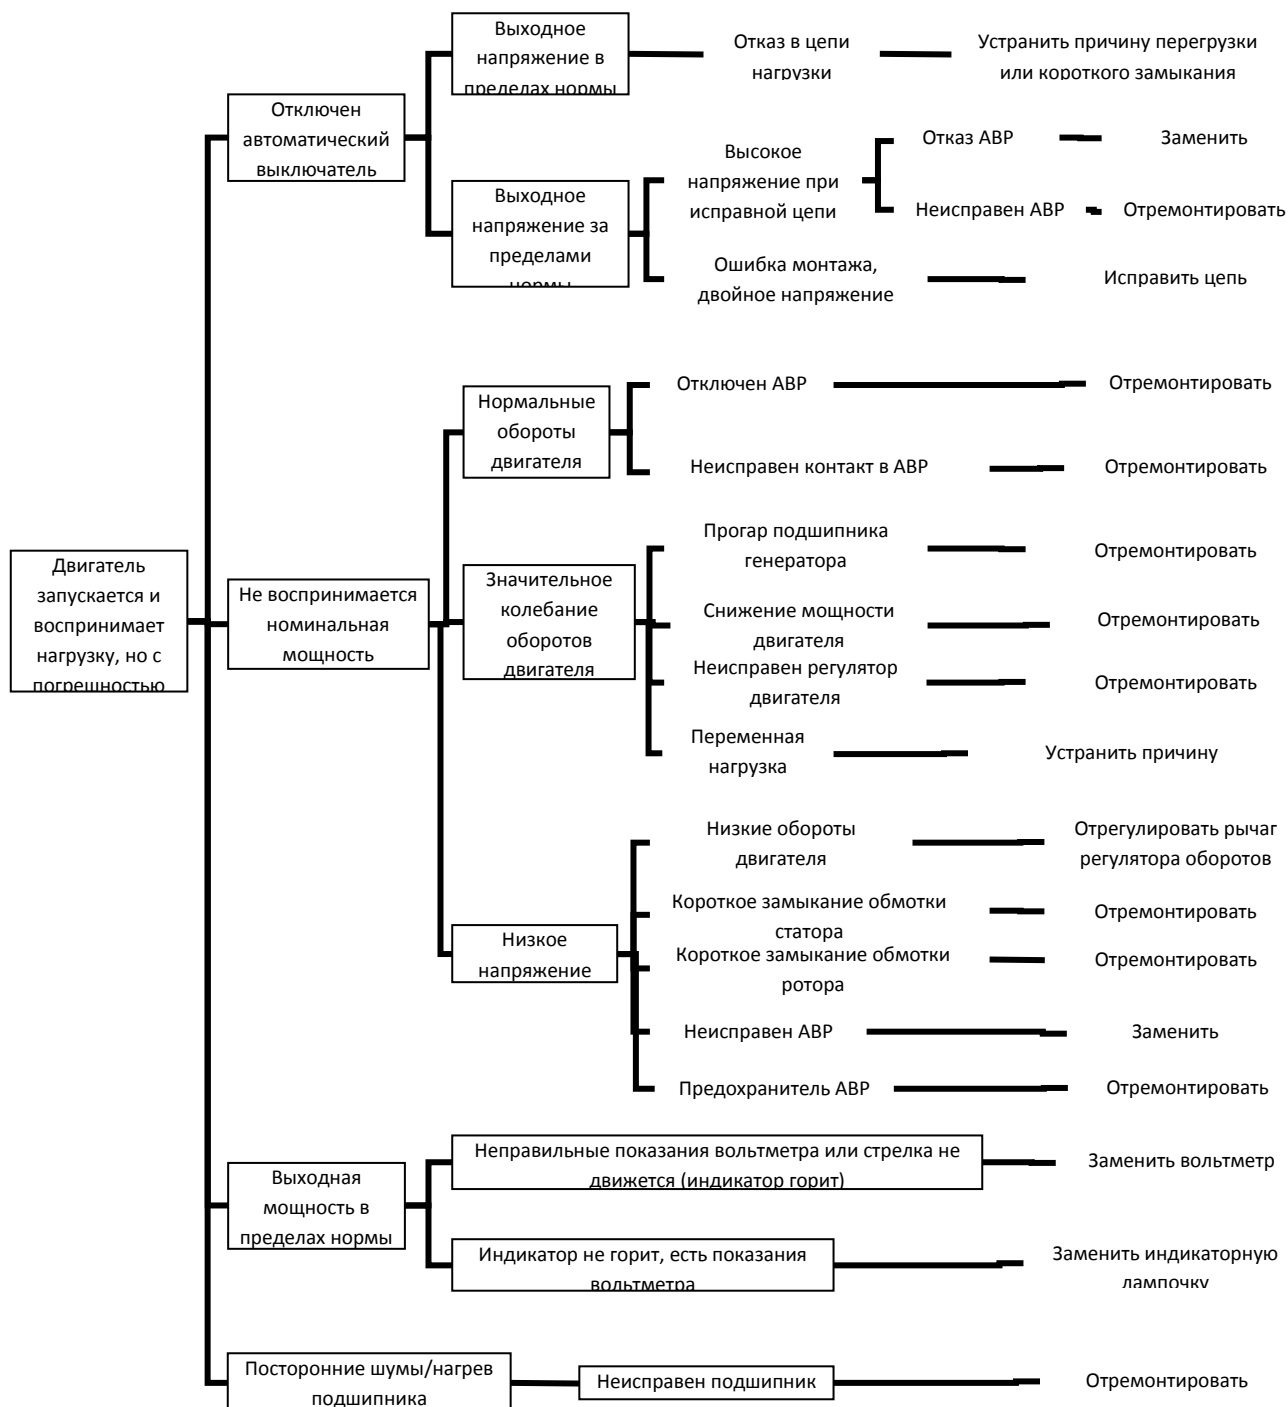 Выходное
напряжение в
пределах нормы
Отказ в цепи
нагрузки
Устранить причину перегрузки
или короткого замыкания
Отключен
автоматический
выключатель
Выходное
напряжение за
пределами
нормы
Высокое
напряжение при
исправной цепи
Отказ АВР
Заменить
Неисправен АВР
Отремонтировать
Ошибка монтажа,
двойное напряжение
Исправить цепь
Двигатель
запускается и
воспринимает
нагрузку, но с
погрешностью
Не воспринимается
номинальная
мощность
Нормальные
обороты
двигателя
Отключен АВР
Отремонтировать
Неисправен контакт в АВР
Отремонтировать
Значительное
колебание
оборотов
двигателя
Прогар подшипника
генератора
Отремонтировать
Снижение мощности
двигателя
Отремонтировать
Неисправен регулятор
двигателя
Отремонтировать
Переменная
нагрузка
Устранить причину
Низкое
напряжение
Низкие обороты
двигателя
Отрегулировать рычаг
регулятора оборотов
Короткое замыкание обмотки
статора
Отремонтировать
Короткое замыкание обмотки
ротора
Отремонтировать
Неисправен АВР
Заменить
Предохранитель АВР
Отремонтировать
Выходная
мощность в
пределах нормы
Неправильные показания вольтметра или стрелка не
движется (индикатор горит)
Заменить вольтметр
Индикатор не горит, есть показания
вольтметра
Заменить индикаторную
лампочку
Посторонние шумы/нагрев
подшипника
Неисправен подшипник
Отремонтировать